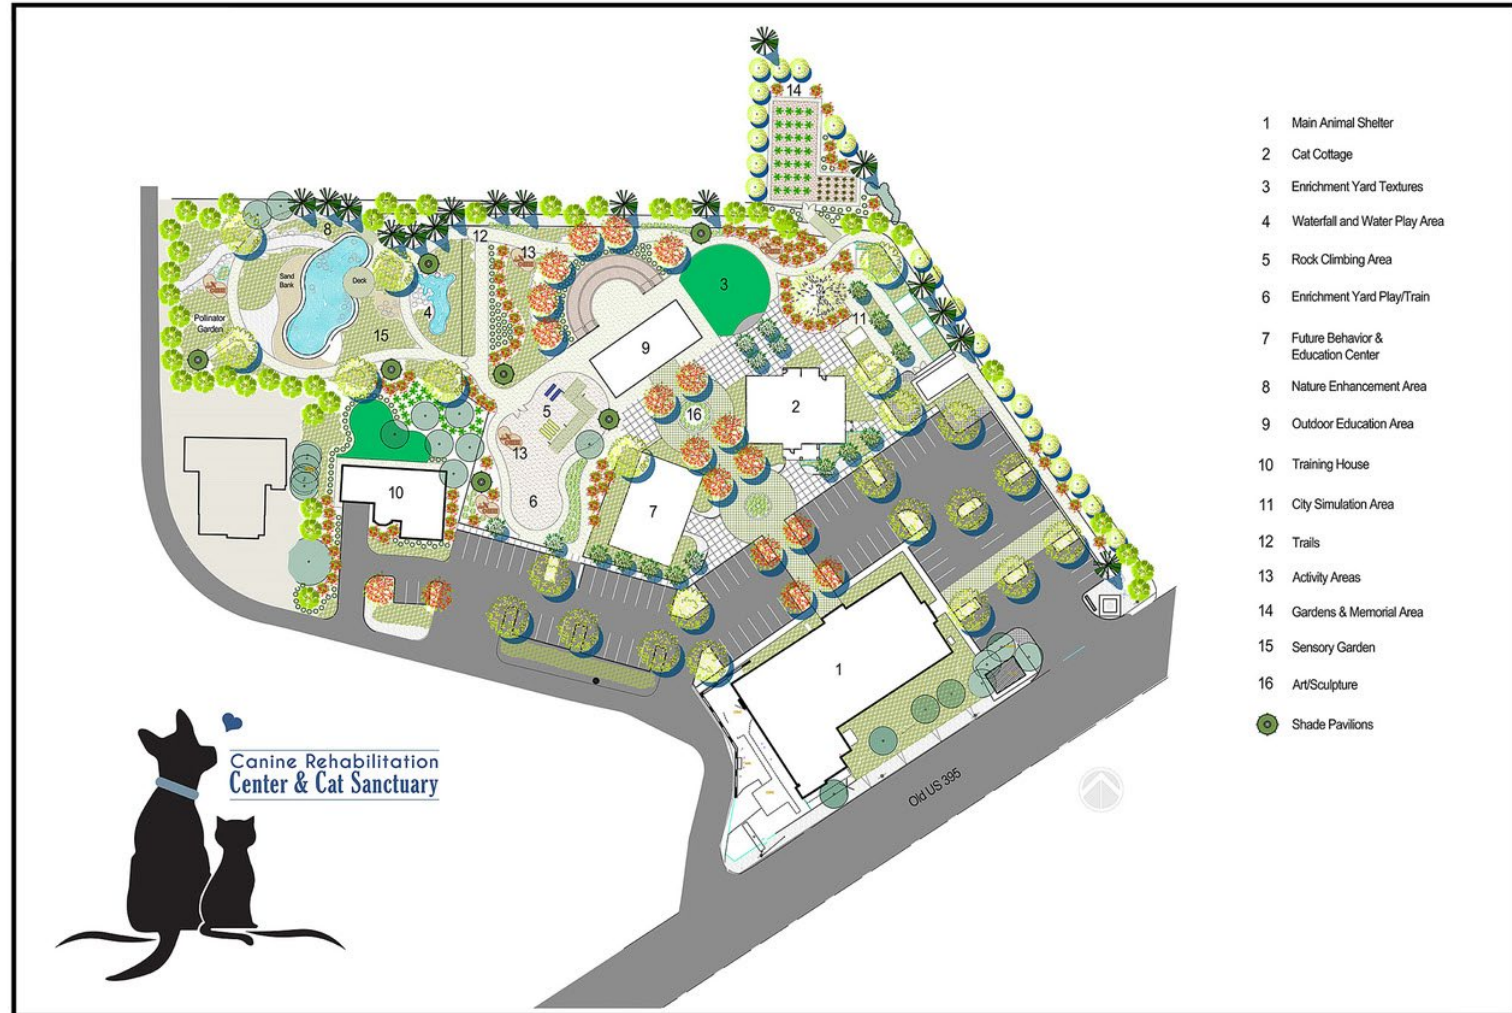 14
8
12
13
Sand
Bank
Deck
3
4
Pollinator
Garden
15
11
9
5
2
16
13
10
6
7
1
Old US 395
1 Main Animal Shelter
2 Cat Cottage
3 Enrichment Yard Textures
4 Waterfall and Water Play Area
5 Rock Climbing Area
6 Enrichment Yard Play/Train
7 Future Behavior &
Education Center
8 Nature Enhancement Area
9 Outdoor Education Area
10 Training House
11 City Simulation Area
12 Trails
13 Activity Areas
14 Gardens & Memorial Area
15 Sensory Garden
16 Art/Sculpture
Shade Pavilions
Canine Rehabilitation
Center & Cat Sanctuary